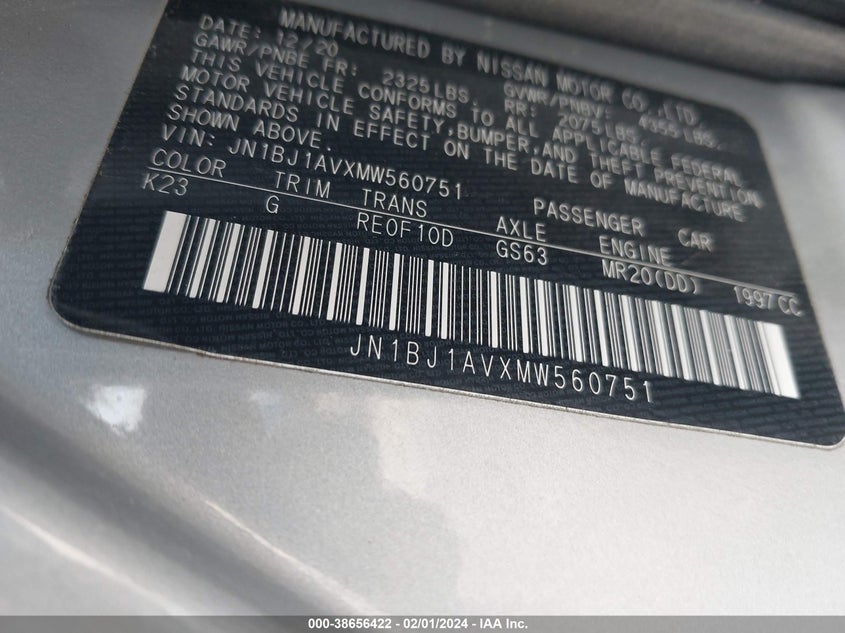 MANUFACTURED BY NISSAN MOTOR CO.,LTD.
DATE: 12/20 GVWR/PNBV: LBS
GAWR/PNBE FR: 2325LBS RR: 2075LBS
THIS VEHICLE CONFORMS TO ALL APPLICABLE FEDERAL
MOTOR VEHICLE SAFETY,BUMPER,AND THEFT PREVENTION
STANDARDS IN EFFECT ON THE DATE OF MANUFACTURE
SHOWN ABOVE.
VIN: JN1BJ1AVXMW560751 PASSENGER CAR
COLOR TRIM TRANS AXLE ENGINE
K23 G RE0F10D GS63 MR20(DD) 1997CC
JN1BJ1AVXMW560751
000-38656422 - 02/01/2024 - IAA Inc.